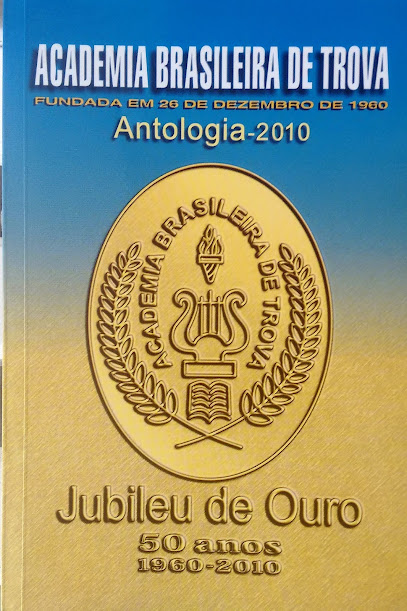 ACADEMIA BRASILEIRA DE TROVA
FUNDADA EM 26 DE DEZEMBRO DE 1960
Antologia-2010
ACADEMIA BRASILEIRA DE TROVA
Jubileu de Ouro
50 anos
1960-2010